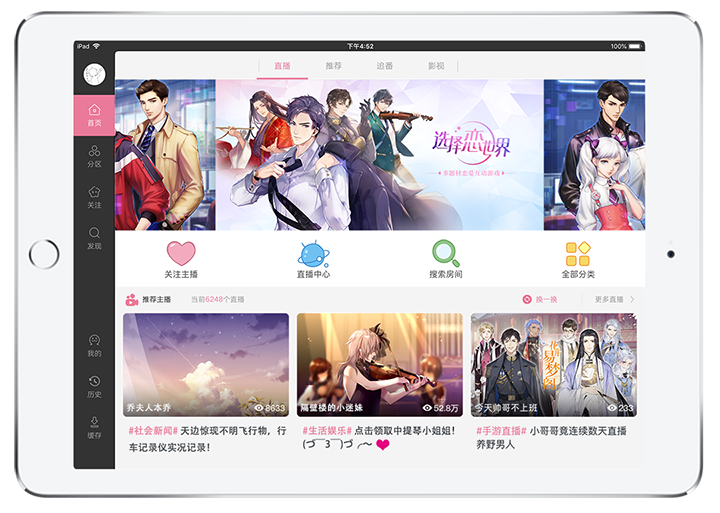 iPad
下午4:52
100%
直播
推荐
追番
影视
首页
分区
关注
发现
我的
历史
缓存
选择恋世界
多题材恋爱互动游戏
关注主播
直播中心
搜索房间
全部分类
推荐主播
当前6248个直播
换一换
更多直播
乔夫人本乔
8633
隔壁楼的小迷妹
52.8万
花间
易梦阁
今天帅哥不上班
233
#社会新闻# 天边惊现不明飞行物，行
车记录仪实况记录！
#生活娱乐# 点击领取中提琴小姐姐！
(づ￣3￣)づ╭～
#手游直播# 小哥哥竟连续数天直播
养野男人